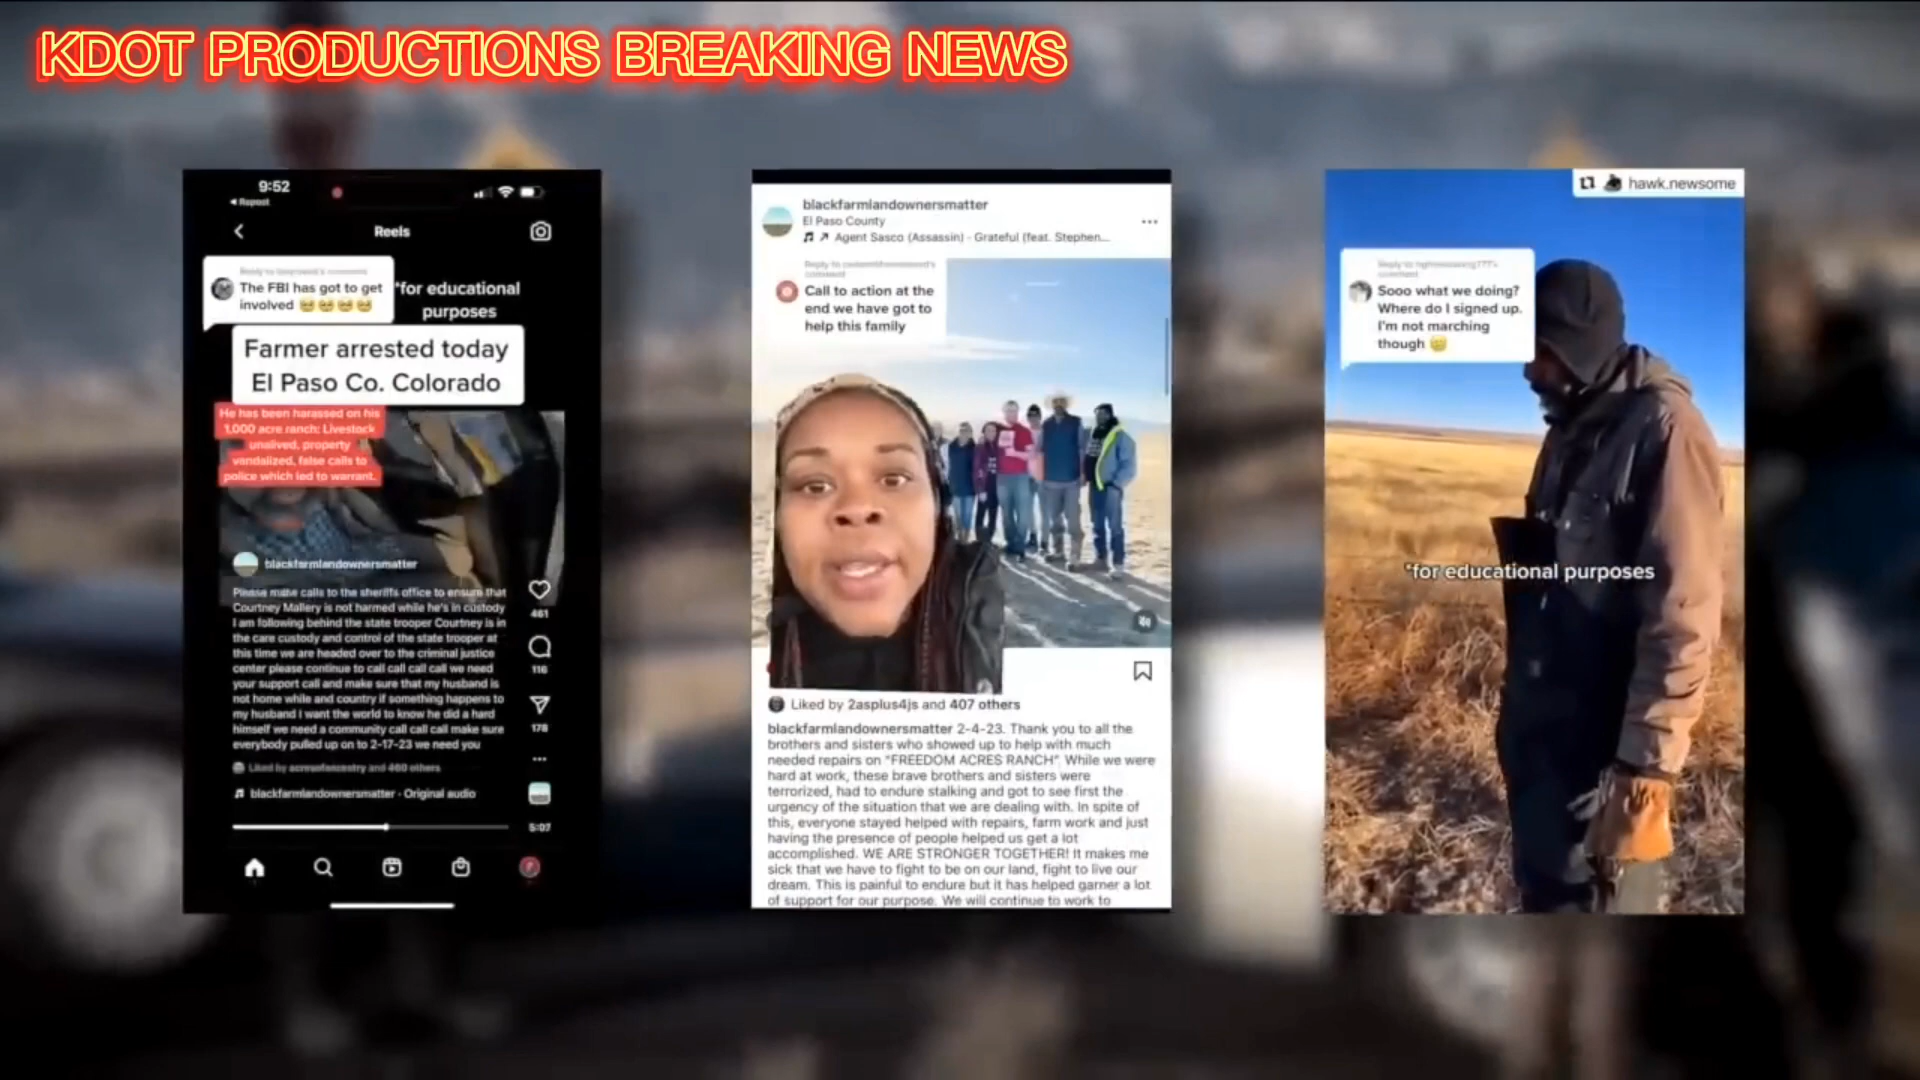 KDOT PRODUCTIONS BREAKING NEWS
9:52
Repost
Reels
The FBI has got to get
involved
*for educational
purposes
Farmer arrested today
El Paso Co. Colorado
He has been harassed on his
1,000 acre ranch: Livestock
unalived, property
vandalized, false calls to
police which led to warrant.
blackfarmlandownersmatter
Please make calls to the sheriffs office to ensure that
Courtney Mallery is not harmed while he's in custody
I am following behind the state trooper Courtney is in
the care custody and control of the state trooper at
this time we are headed over to the criminal justice
center please continue to call call call call we need
your support call and make sure that my husband is
not home while and country if something happens to
my husband I want the world to know he did a hard
himself we need a community call call call make sure
everybody pulled up on to 2-17-23 we need you
Liked by acresofancestry and 460 others
blackfarmlandownersmatter · Original audio
461
116
178
5:07
blackfarmlandownersmatter
El Paso County
Agent Sasco (Assassin) · Grateful (feat. Stephen...
Call to action at the
end we have got to
help this family
Liked by 2asplus4js and 407 others
blackfarmlandownersmatter 2-4-23. Thank you to all the
brothers and sisters who showed up to help with much
needed repairs on "FREEDOM ACRES RANCH". While we were
hard at work, these brave brothers and sisters were
terrorized, had to endure stalking and got to see first the
urgency of the situation that we are dealing with. In spite of
this, everyone stayed helped with repairs, farm work and just
having the presence of people helped us get a lot
accomplished. WE ARE STRONGER TOGETHER! It makes me
sick that we have to fight to be on our land, fight to live our
dream. This is painful to endure but it has helped garner a lot
of support for our purpose. We will continue to work to
hawk.newsome
Sooo what we doing?
Where do I signed up.
I'm not marching
though
*for educational purposes